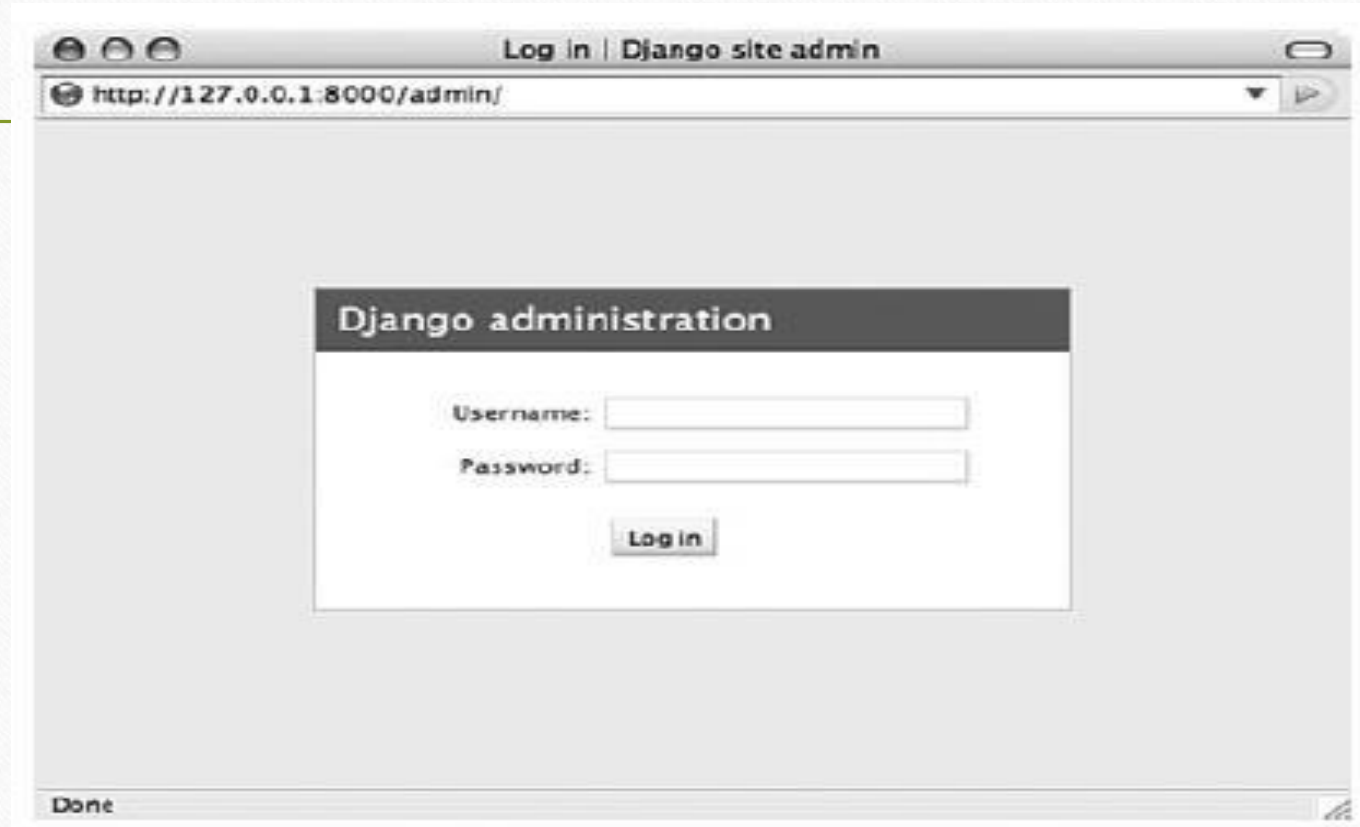 Log in | Django site admin
http://127.0.0.1:8000/admin/
Django administration
Username:
Password:
Log in
Done